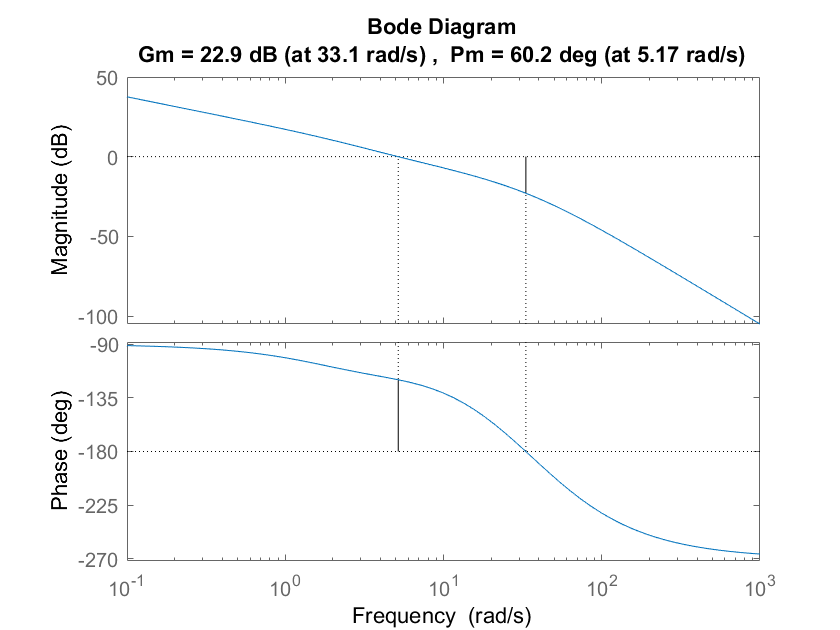 Bode Diagram
Gm = 22.9 dB (at 33.1 rad/s) ,  Pm = 60.2 deg (at 5.17 rad/s)
50
0
-50
-100
Magnitude (dB)
-90
-135
-180
-225
-270
Phase (deg)
10^-1 10^0 10^1 10^2 10^3
Frequency  (rad/s)